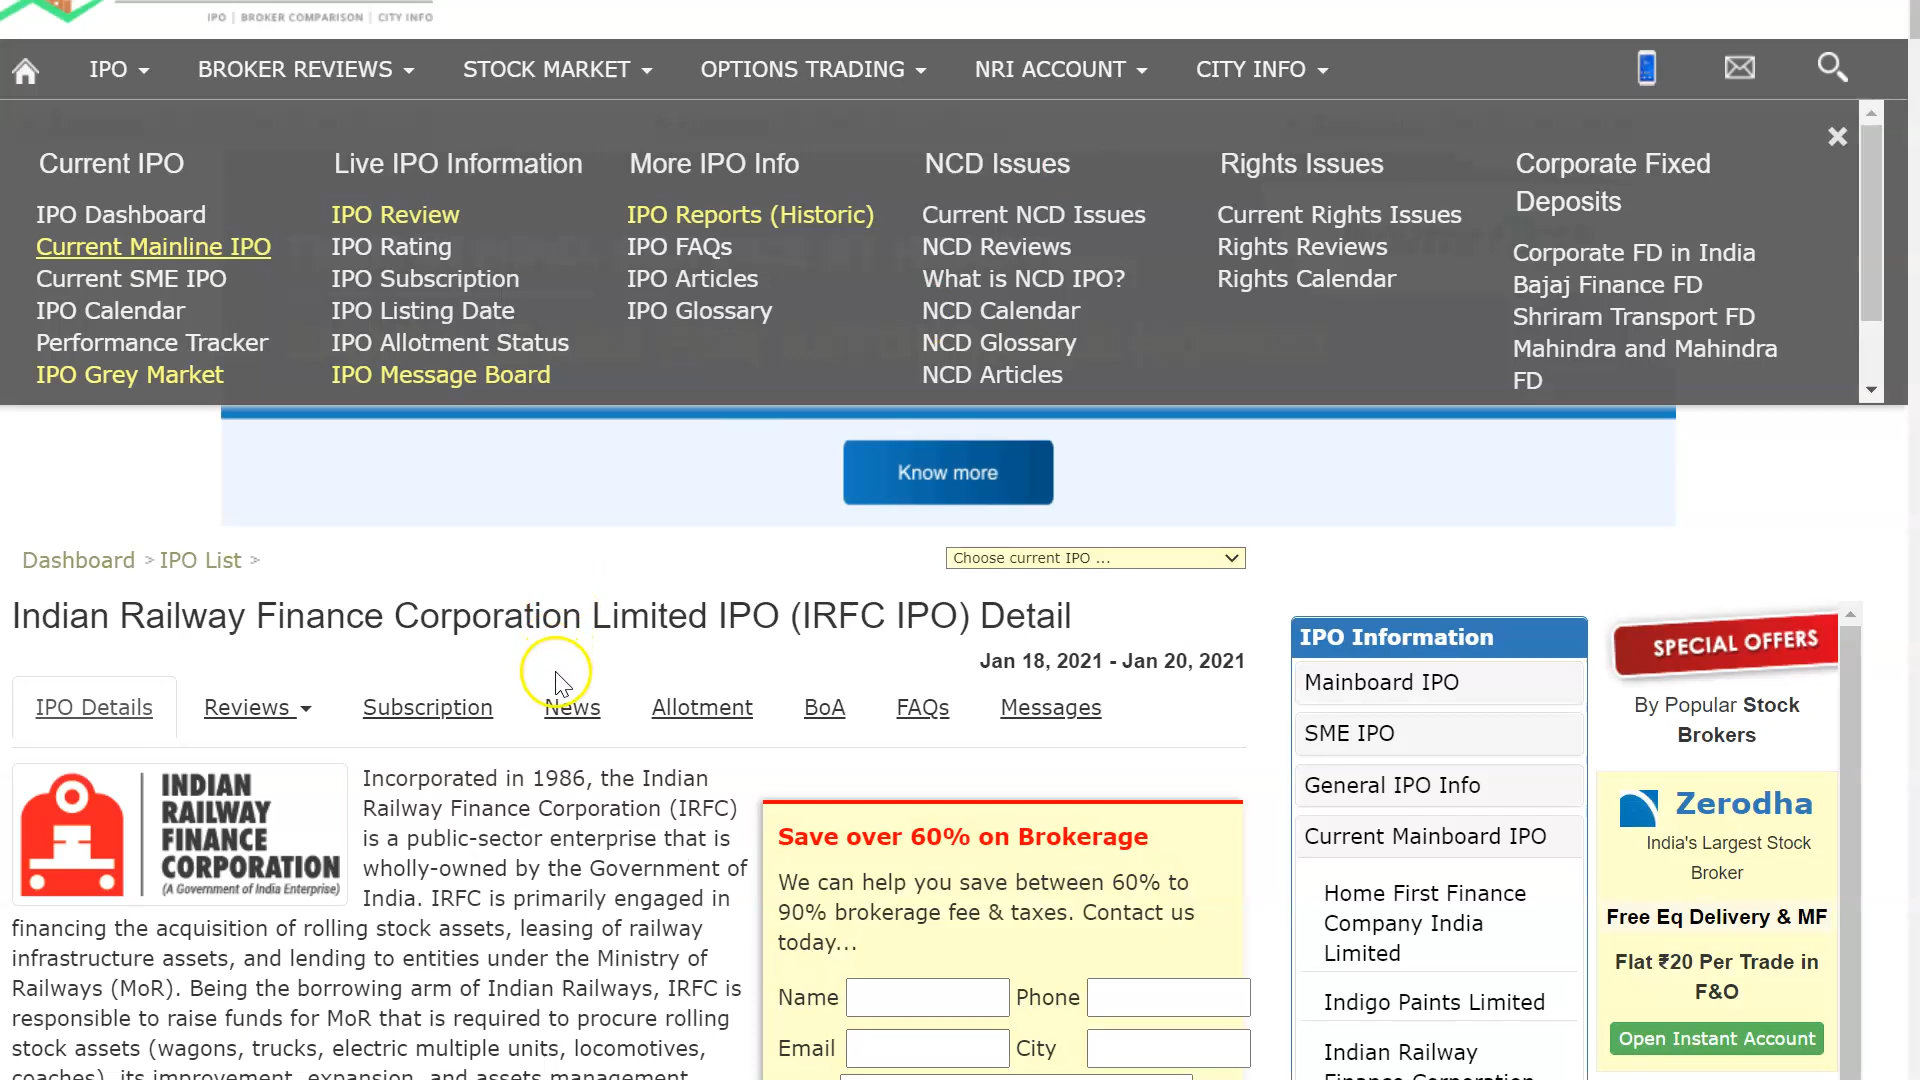 IPO | BROKER COMPARISON | CITY INFO
IPO BROKER REVIEWS STOCK MARKET OPTIONS TRADING NRI ACCOUNT CITY INFO
Current IPO
IPO Dashboard
Current Mainline IPO
Current SME IPO
IPO Calendar
Performance Tracker
IPO Grey Market
Live IPO Information
IPO Review
IPO Rating
IPO Subscription
IPO Listing Date
IPO Allotment Status
IPO Message Board
More IPO Info
IPO Reports (Historic)
IPO FAQs
IPO Articles
IPO Glossary
NCD Issues
Current NCD Issues
NCD Reviews
What is NCD IPO?
NCD Calendar
NCD Glossary
NCD Articles
Rights Issues
Current Rights Issues
Rights Reviews
Rights Calendar
Corporate Fixed
Deposits
Corporate FD in India
Bajaj Finance FD
Shriram Transport FD
Mahindra and Mahindra
FD
Know more
Dashboard > IPO List >
Choose current IPO ...
Indian Railway Finance Corporation Limited IPO (IRFC IPO) Detail
Jan 18, 2021 - Jan 20, 2021
IPO Details Reviews Subscription News Allotment BoA FAQs Messages
INDIAN
RAILWAY
FINANCE
CORPORATION
(A Government of India Enterprise)
Incorporated in 1986, the Indian
Railway Finance Corporation (IRFC)
is a public-sector enterprise that is
wholly-owned by the Government of
India. IRFC is primarily engaged in
financing the acquisition of rolling stock assets, leasing of railway
infrastructure assets, and lending to entities under the Ministry of
Railways (MoR). Being the borrowing arm of Indian Railways, IRFC is
responsible to raise funds for MoR that is required to procure rolling
stock assets (wagons, trucks, electric multiple units, locomotives,
coaches), its improvement, expansion, and assets management.
Save over 60% on Brokerage
We can help you save between 60% to
90% brokerage fee & taxes. Contact us
today...
Name Phone
Email City
IPO Information
Mainboard IPO
SME IPO
General IPO Info
Current Mainboard IPO
Home First Finance
Company India
Limited
Indigo Paints Limited
Indian Railway
Finance Corporation
SPECIAL OFFERS
By Popular Stock
Brokers
Zerodha
India's Largest Stock
Broker
Free Eq Delivery & MF
Flat ₹20 Per Trade in
F&O
Open Instant Account